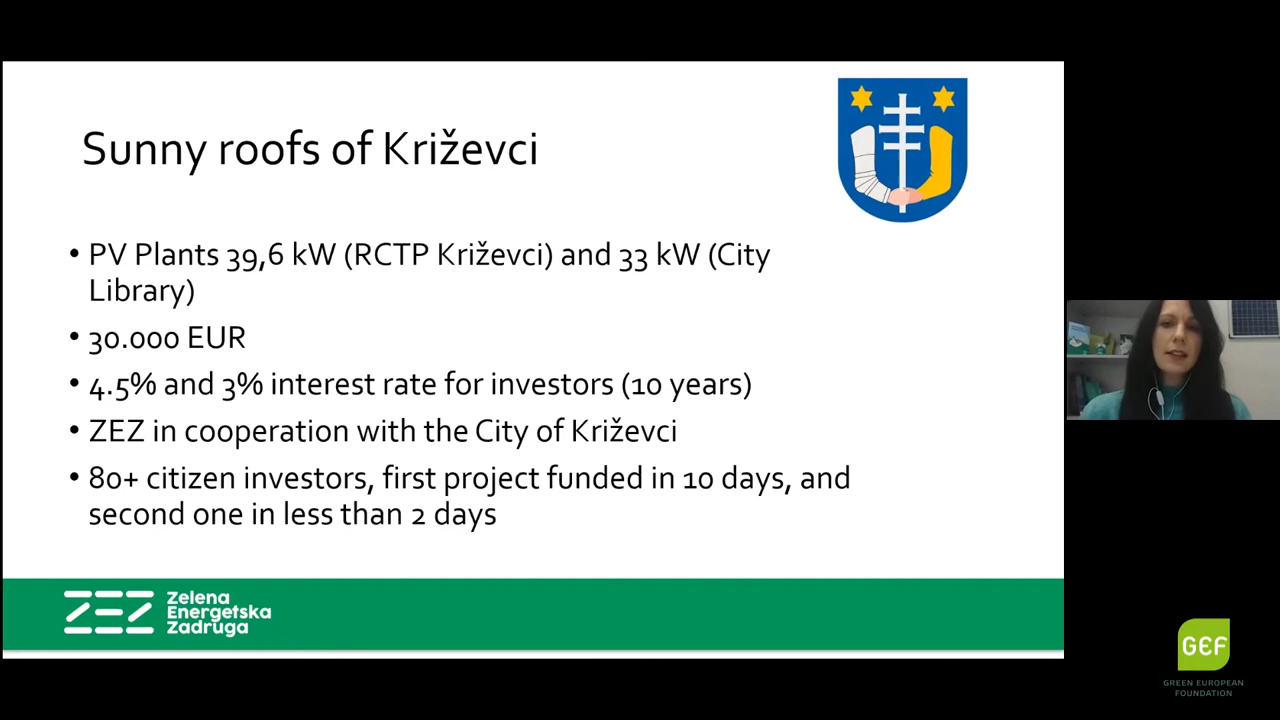 Sunny roofs of Križevci
• PV Plants 39,6 kW (RCTP Križevci) and 33 kW (City
Library)
• 30.000 EUR
• 4.5% and 3% interest rate for investors (10 years)
• ZEZ in cooperation with the City of Križevci
• 80+ citizen investors, first project funded in 10 days, and
second one in less than 2 days
ZEZ
Zelena
Energetska
Zadruga
GEF
GREEN EUROPEAN
FOUNDATION